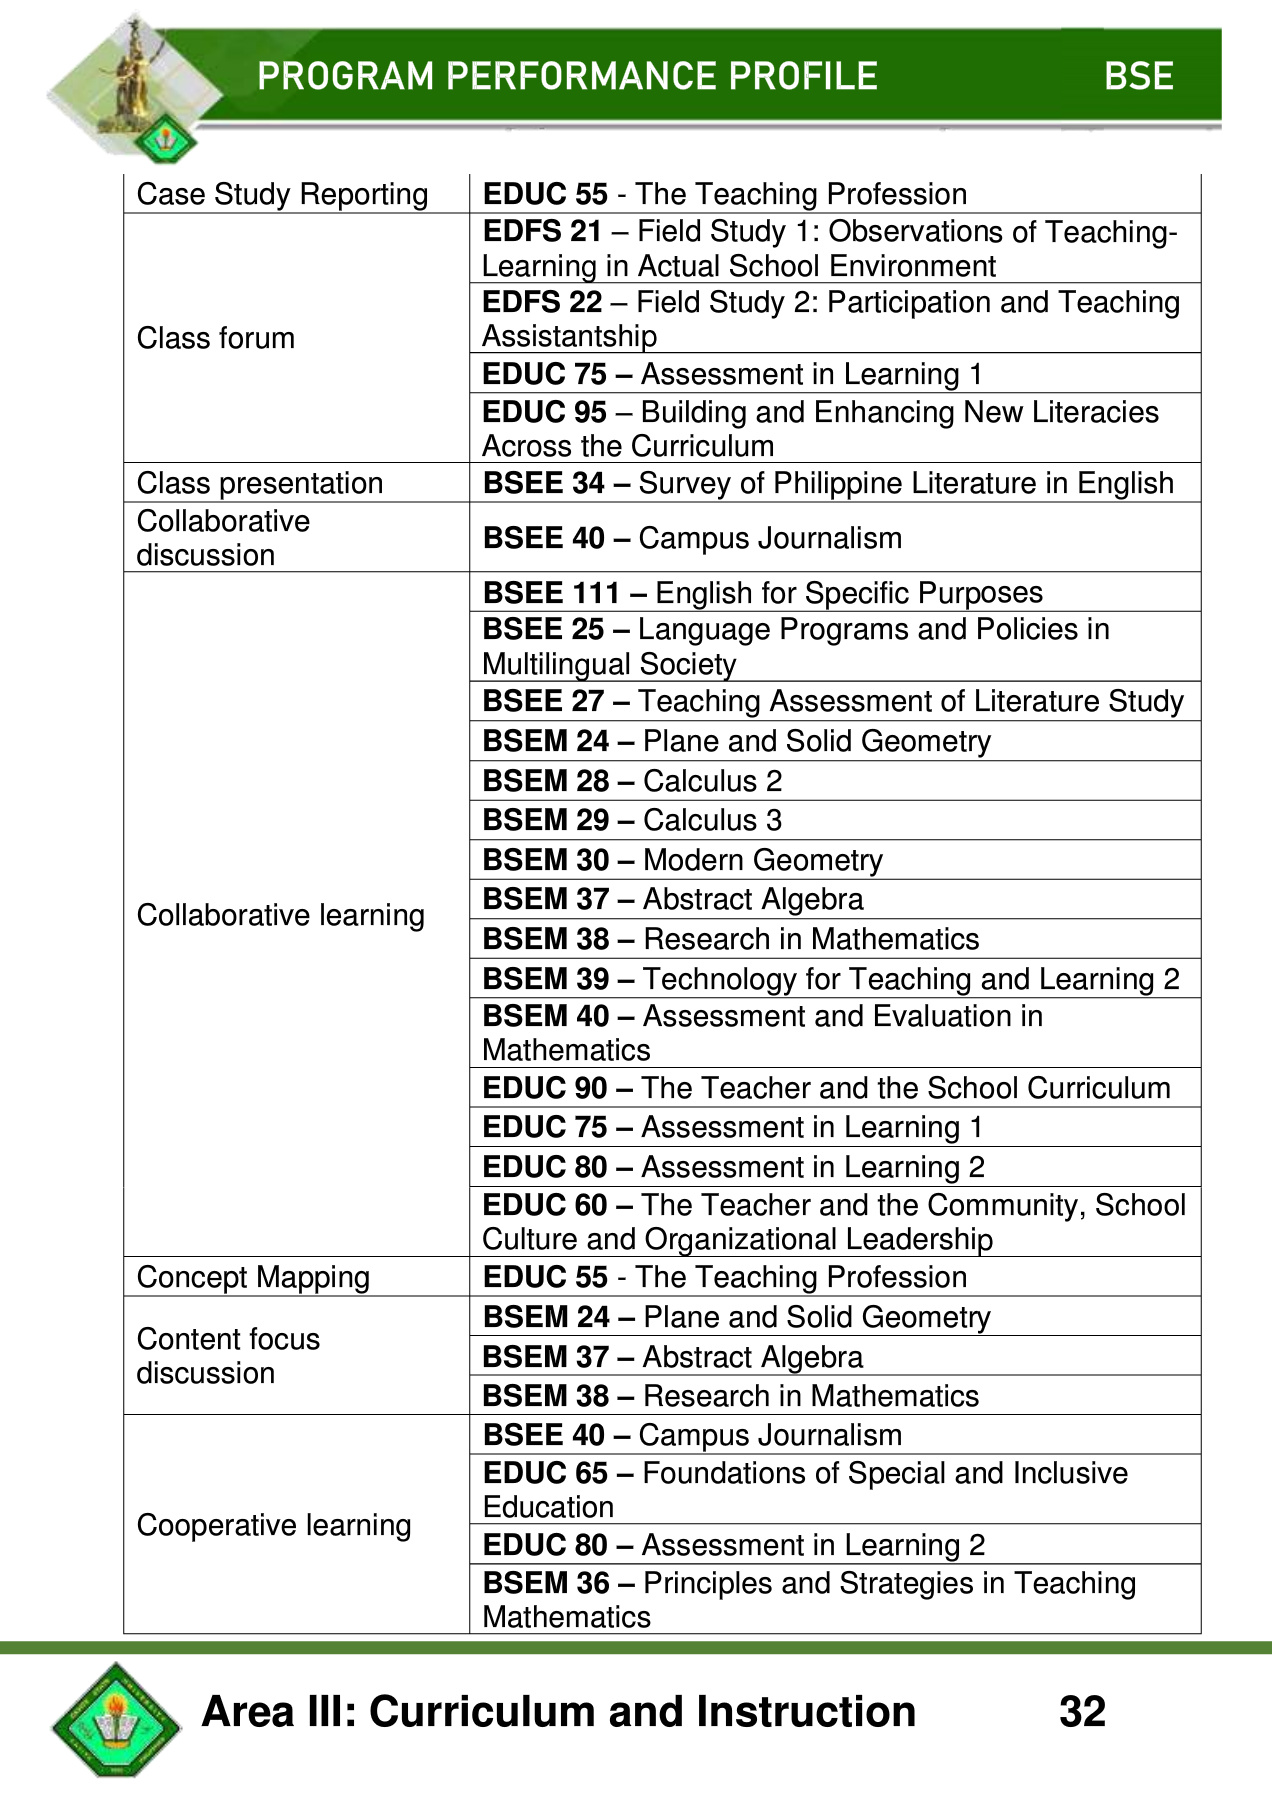 PROGRAM PERFORMANCE PROFILE BSE
Case Study Reporting
EDUC 55 - The Teaching Profession
Class forum
EDFS 21 – Field Study 1: Observations of Teaching-
Learning in Actual School Environment
EDFS 22 – Field Study 2: Participation and Teaching
Assistantship
EDUC 75 – Assessment in Learning 1
EDUC 95 – Building and Enhancing New Literacies
Across the Curriculum
Class presentation
BSEE 34 – Survey of Philippine Literature in English
Collaborative
discussion
BSEE 40 – Campus Journalism
Collaborative learning
BSEE 111 – English for Specific Purposes
BSEE 25 – Language Programs and Policies in
Multilingual Society
BSEE 27 – Teaching Assessment of Literature Study
BSEM 24 – Plane and Solid Geometry
BSEM 28 – Calculus 2
BSEM 29 – Calculus 3
BSEM 30 – Modern Geometry
BSEM 37 – Abstract Algebra
BSEM 38 – Research in Mathematics
BSEM 39 – Technology for Teaching and Learning 2
BSEM 40 – Assessment and Evaluation in
Mathematics
EDUC 90 – The Teacher and the School Curriculum
EDUC 75 – Assessment in Learning 1
EDUC 80 – Assessment in Learning 2
EDUC 60 – The Teacher and the Community, School
Culture and Organizational Leadership
Concept Mapping
EDUC 55 - The Teaching Profession
Content focus
discussion
BSEM 24 – Plane and Solid Geometry
BSEM 37 – Abstract Algebra
BSEM 38 – Research in Mathematics
Cooperative learning
BSEE 40 – Campus Journalism
EDUC 65 – Foundations of Special and Inclusive
Education
EDUC 80 – Assessment in Learning 2
BSEM 36 – Principles and Strategies in Teaching
Mathematics
Area III: Curriculum and Instruction 32